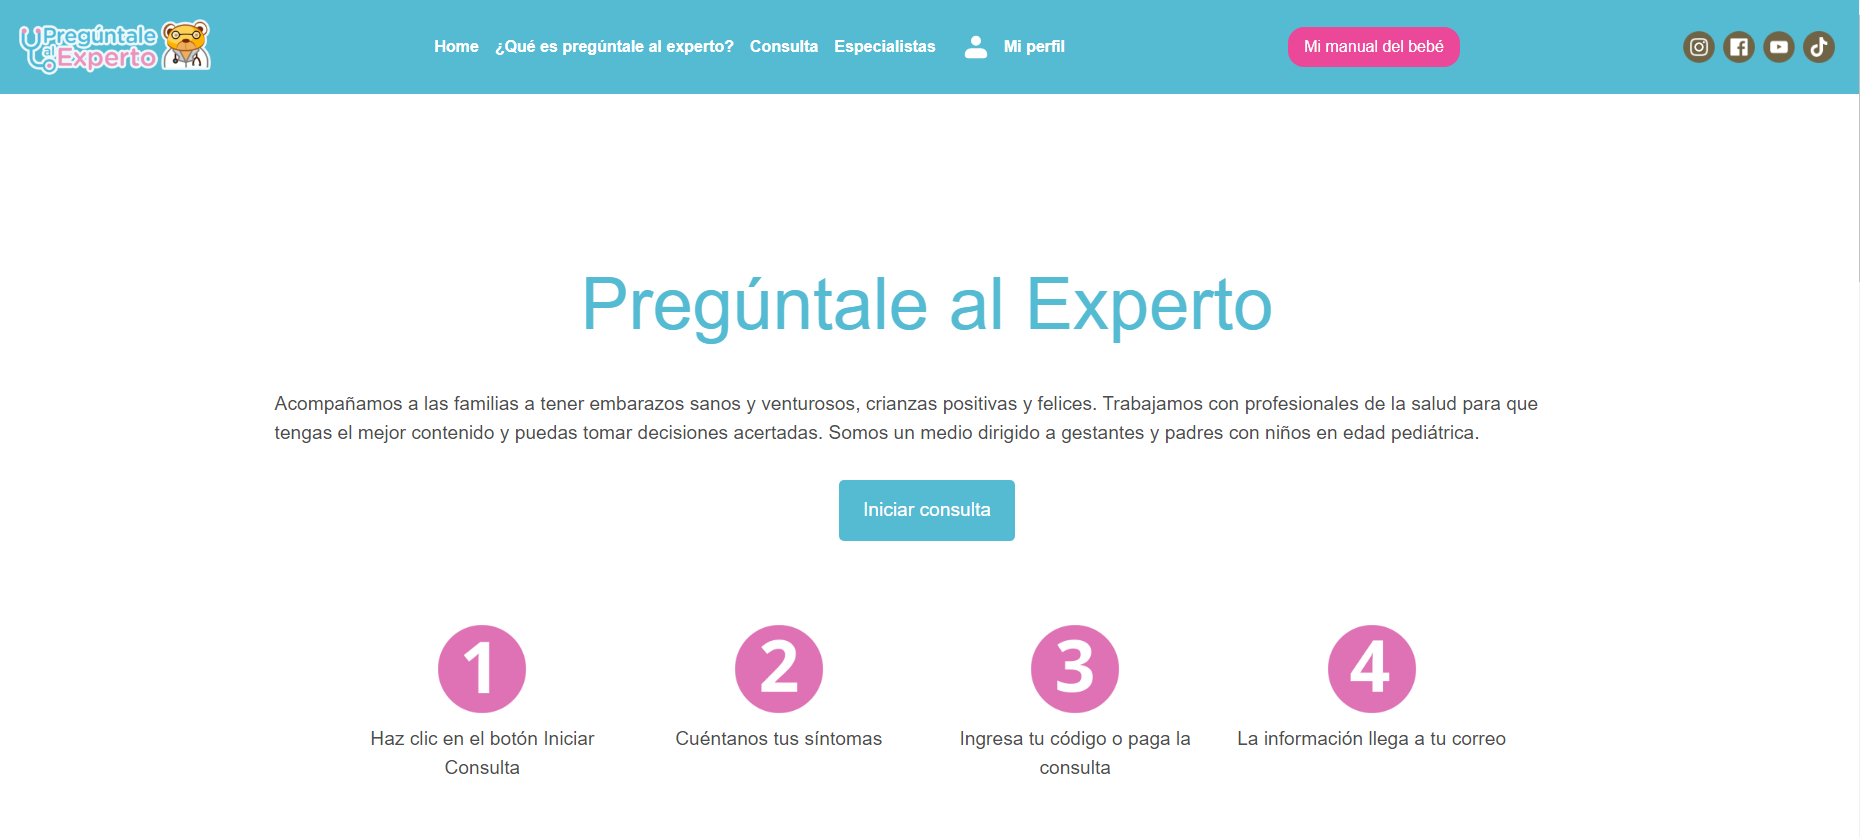 Pregúntale
al Experto
Home ¿Qué es pregúntale al experto? Consulta Especialistas Mi perfil
Mi manual del bebé
Pregúntale al Experto
Acompañamos a las familias a tener embarazos sanos y venturosos, crianzas positivas y felices. Trabajamos con profesionales de la salud para que
tengas el mejor contenido y puedas tomar decisiones acertadas. Somos un medio dirigido a gestantes y padres con niños en edad pediátrica.
Iniciar consulta
1
Haz clic en el botón Iniciar
Consulta
2
Cuéntanos tus síntomas
3
Ingresa tu código o paga la
consulta
4
La información llega a tu correo